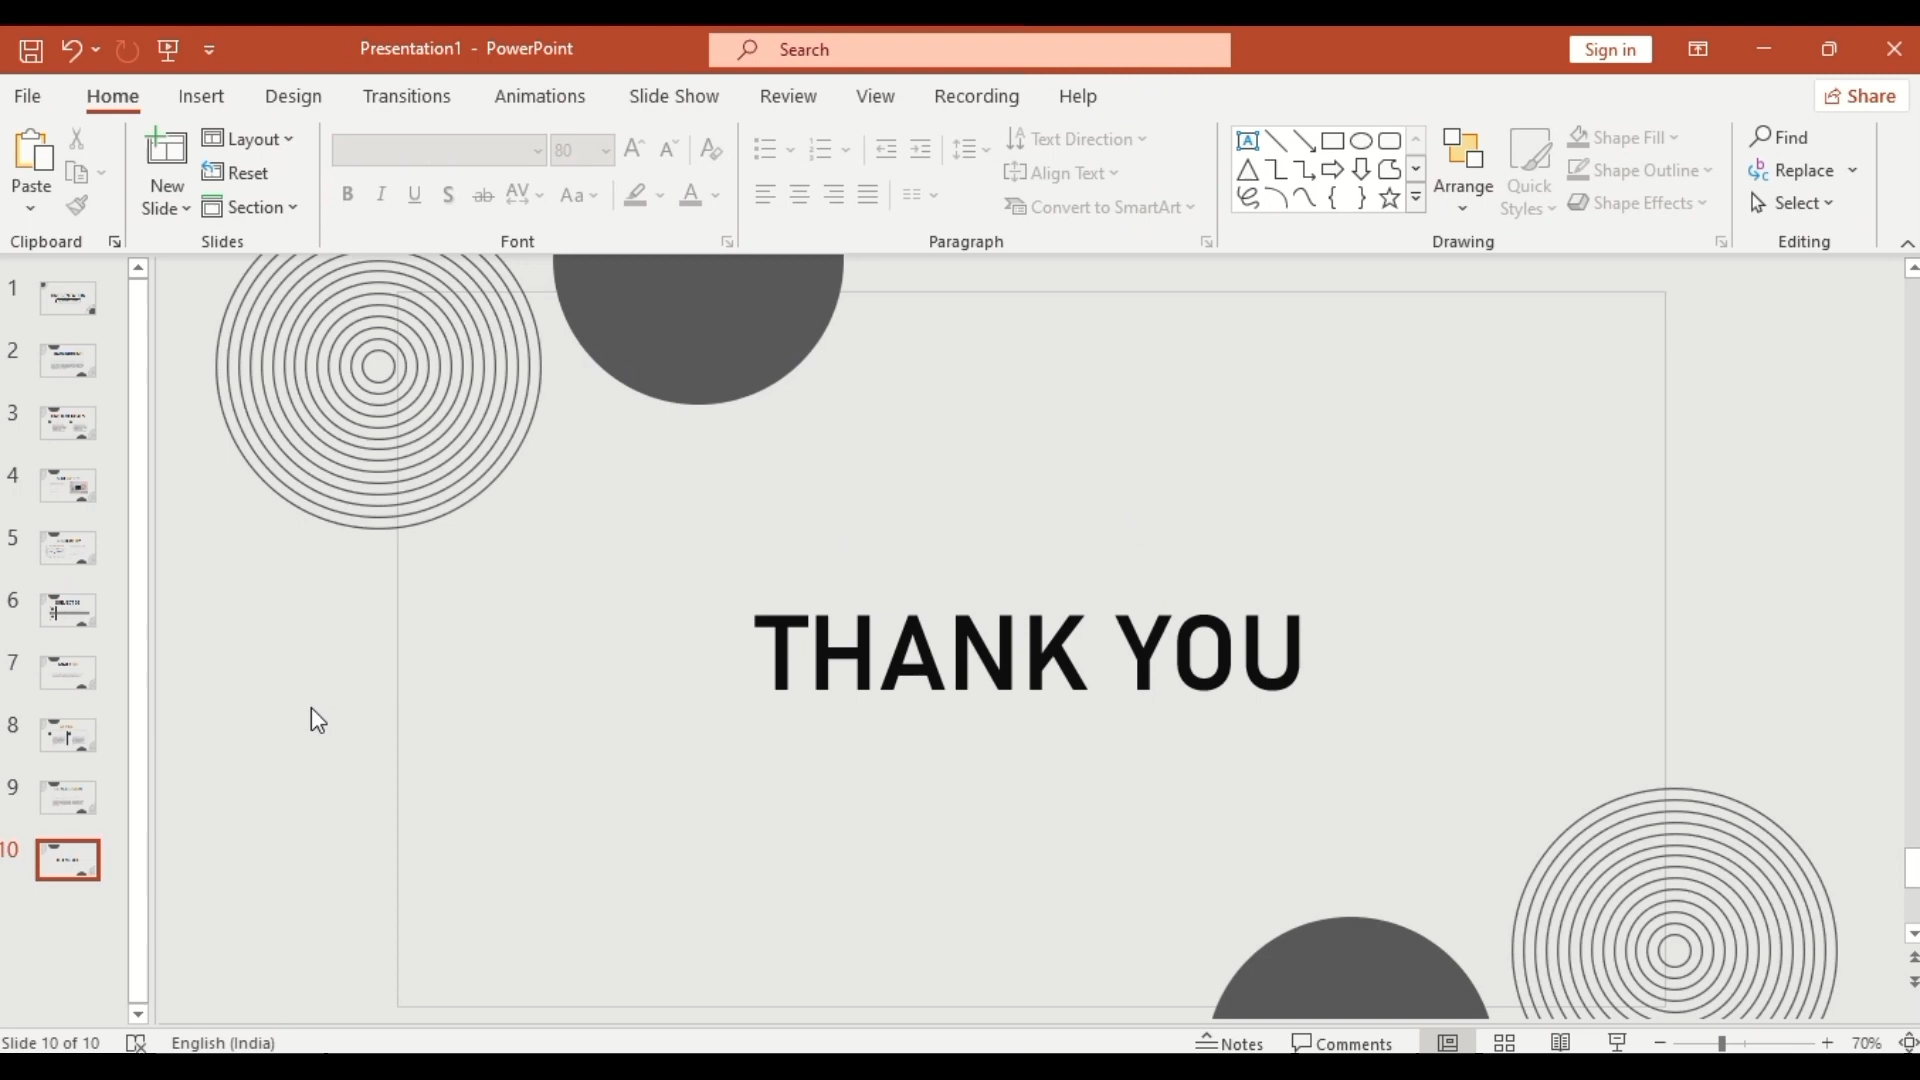 Presentation1 - PowerPoint
Search
Sign in
File Home Insert Design Transitions Animations Slide Show Review View Recording Help
Share
Paste
Clipboard
New Slide
Layout
Reset
Section
Slides
80
Font
Text Direction
Align Text
Convert to SmartArt
Paragraph
Arrange
Quick Styles
Shape Fill
Shape Outline
Shape Effects
Drawing
Find
Replace
Select
Editing
1
2
3
4
5
6
7
8
9
10
THANK YOU
Slide 10 of 10
English (India)
Notes
Comments
70%